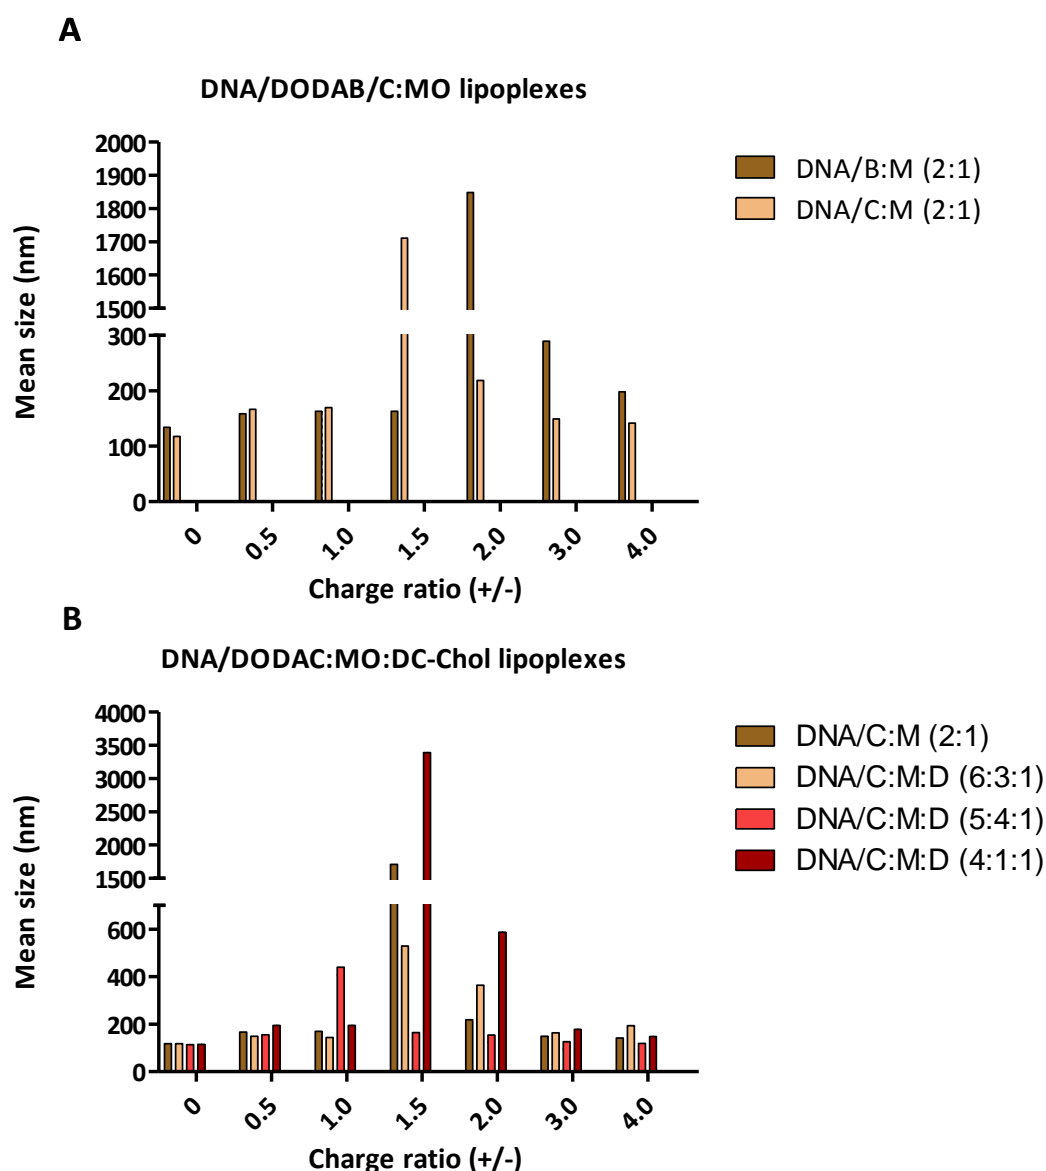 A
DNA/DODAB/C:MO lipoplexes
Mean size (nm)
2000
1900
1800
1700
1600
1500
300
200
100
0
0
0.5
1.0
1.5
2.0
3.0
4.0
Charge ratio (+/-)
DNA/B:M (2:1)
DNA/C:M (2:1)
B
DNA/DODAC:MO:DC-Chol lipoplexes
Mean size (nm)
4000
3500
3000
2500
2000
1500
600
400
200
0
0
0.5
1.0
1.5
2.0
3.0
4.0
Charge ratio (+/-)
DNA/C:M (2:1)
DNA/C:M:D (6:3:1)
DNA/C:M:D (5:4:1)
DNA/C:M:D (4:1:1)